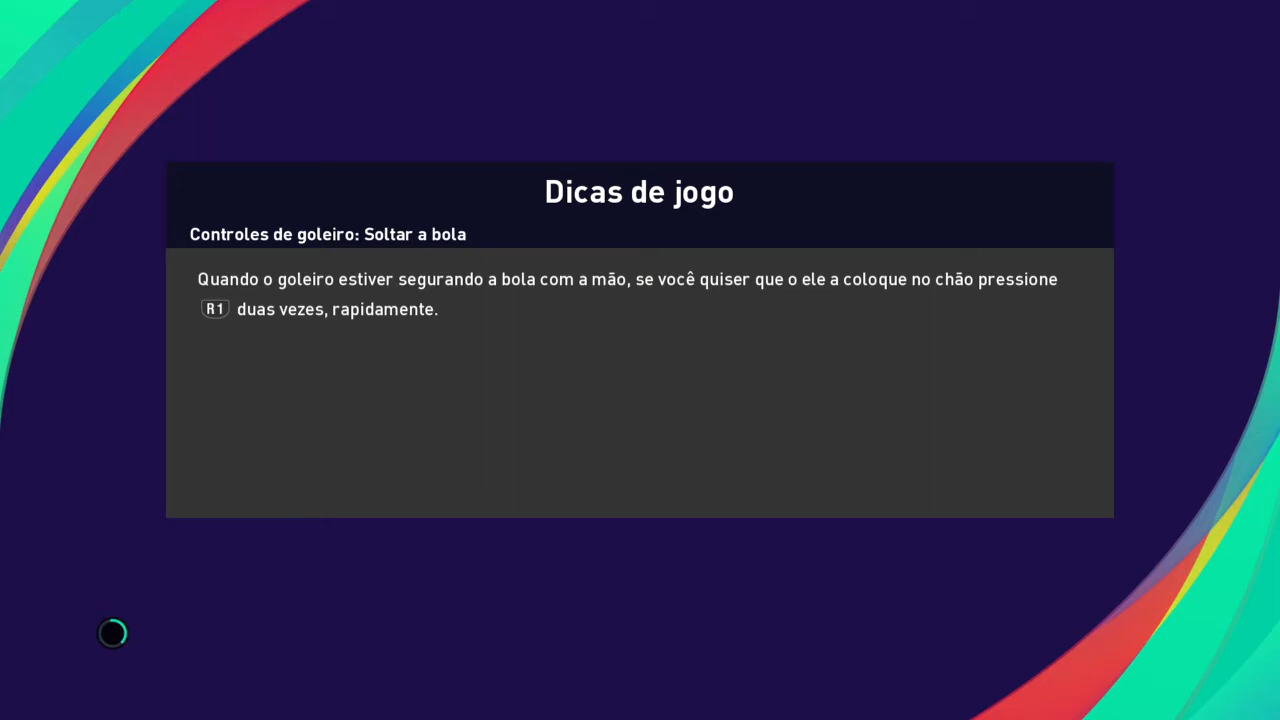 Dicas de jogo
Controles de goleiro: Soltar a bola
Quando o goleiro estiver segurando a bola com a mão, se você quiser que o ele a coloque no chão pressione
R1 duas vezes, rapidamente.